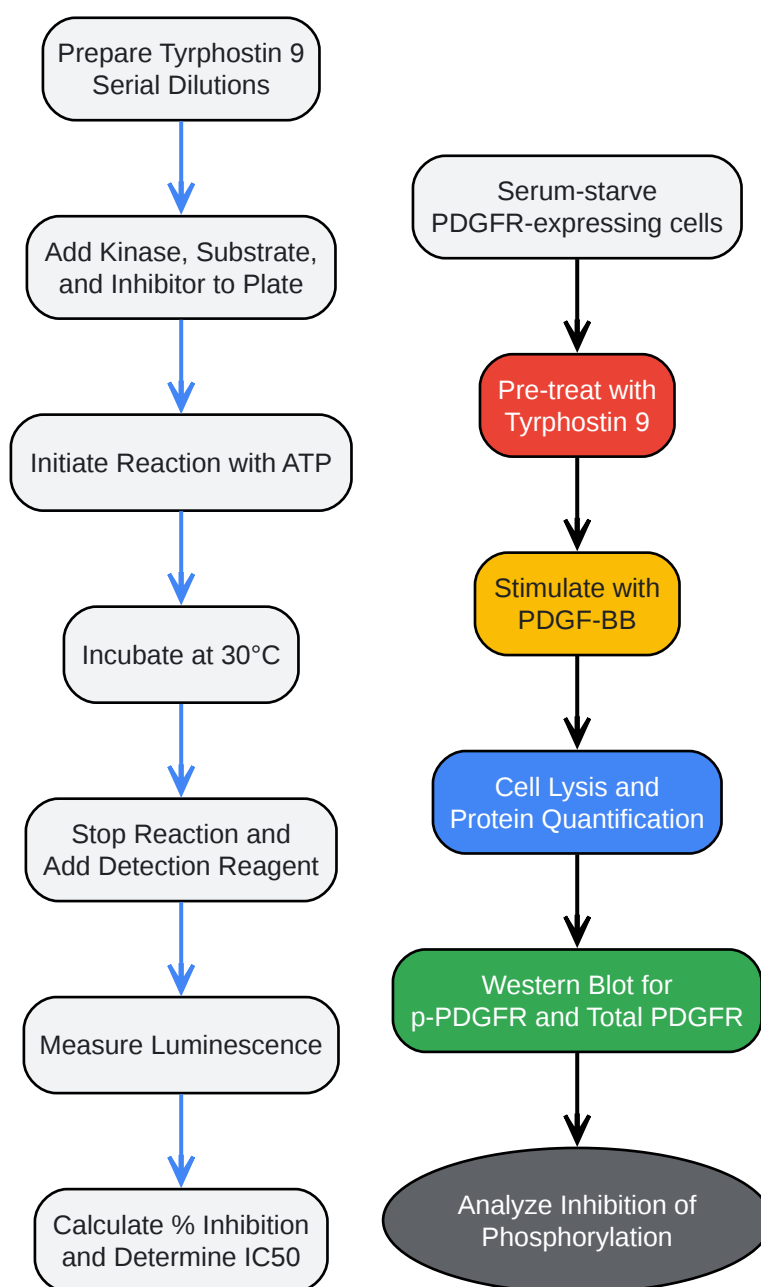 Prepare Tyrphostin 9
Serial Dilutions
Add Kinase, Substrate,
and Inhibitor to Plate
Initiate Reaction with ATP
Incubate at 30°C
Stop Reaction and
Add Detection Reagent
Measure Luminescence
Calculate % Inhibition
and Determine IC50
Serum-starve
PDGFR-expressing cells
Pre-treat with
Tyrphostin 9
Stimulate with
PDGF-BB
Cell Lysis and
Protein Quantification
Western Blot for
p-PDGFR and Total PDGFR
Analyze Inhibition of
Phosphorylation